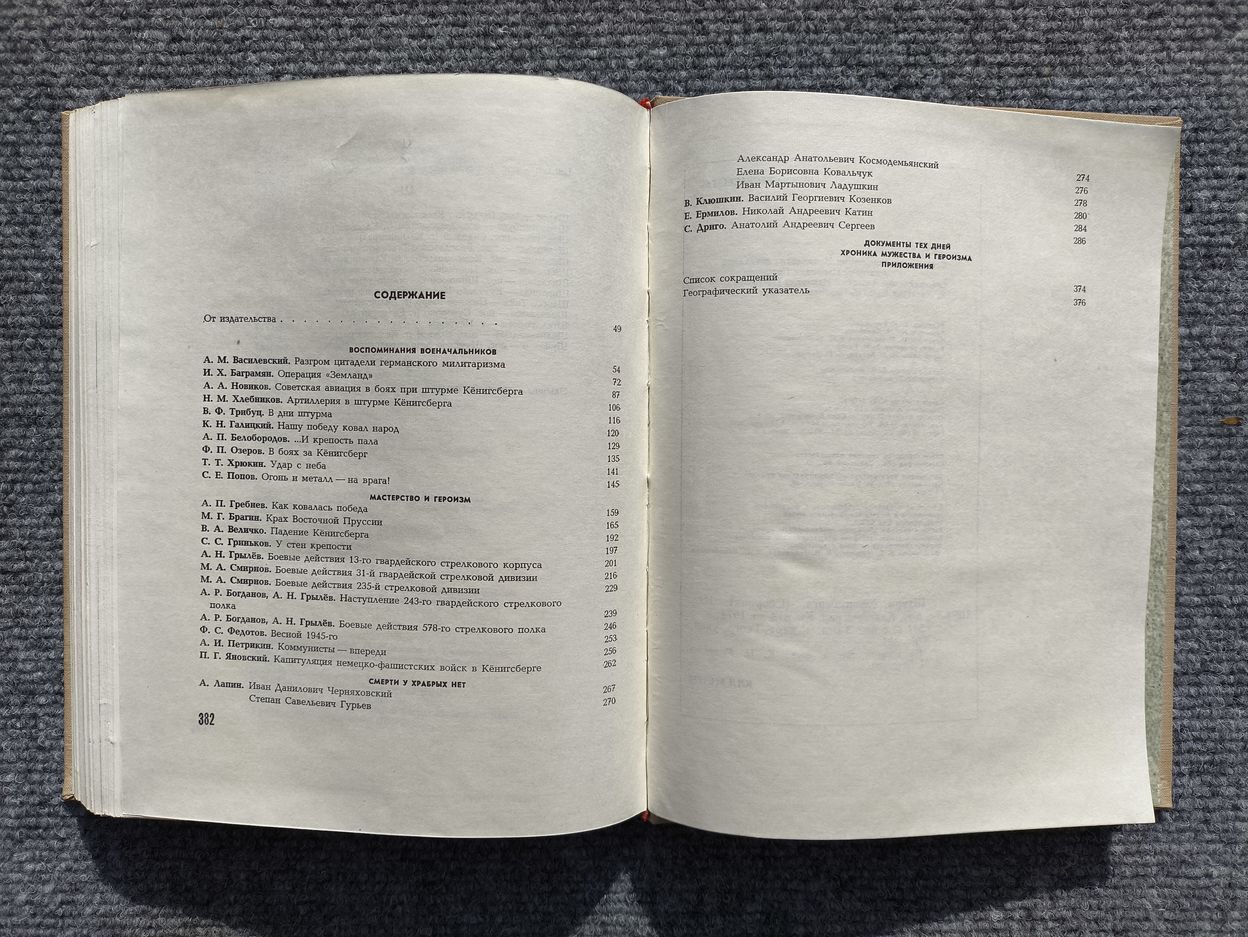 СОДЕРЖАНИЕ
От издательства . . . . . . . . . . . . . . . . . . . 49
ВОСПОМИНАНИЯ ВОЕНАЧАЛЬНИКОВ
А. М. Василевский. Разгром цитадели германского милитаризма 54
И. Х. Баграмян. Операция «Земланд» 72
А. А. Новиков. Советская авиация в боях при штурме Кёнигсберга 87
Н. М. Хлебников. Артиллерия в штурме Кёнигсберга 106
В. Ф. Трибуц. В дни штурма 116
К. Н. Галицкий. Нашу победу ковал народ 120
А. П. Белобородов. ...И крепость пала 129
Ф. П. Озеров. В боях за Кёнигсберг 135
Т. Т. Хрюкин. Удар с неба 141
С. Е. Попов. Огонь и металл — на врага! 145
МАСТЕРСТВО И ГЕРОИЗМ
А. П. Гребнев. Как ковалась победа 159
М. Г. Брагин. Крах Восточной Пруссии 165
В. А. Величко. Падение Кёнигсберга 192
С. С. Гриньков. У стен крепости 197
А. Н. Грылёв. Боевые действия 13-го гвардейского стрелкового корпуса 201
М. А. Смирнов. Боевые действия 31-й гвардейской стрелковой дивизии 216
М. А. Смирнов. Боевые действия 235-й стрелковой дивизии 229
А. Р. Богданов, А. Н. Грылёв. Наступление 243-го гвардейского стрелкового
полка 239
А. Р. Богданов, А. Н. Грылёв. Боевые действия 578-го стрелкового полка 246
Ф. С. Федотов. Весной 1945-го 253
А. И. Петрикин. Коммунисты — впереди 256
П. Г. Яновский. Капитуляция немецко-фашистских войск в Кёнигсберге 262
СМЕРТИ У ХРАБРЫХ НЕТ
А. Лапин. Иван Данилович Черняховский 267
Степан Савельевич Гурьев 270
382
Александр Анатольевич Космодемьянский 274
Елена Борисовна Ковальчук 276
Иван Мартынович Ладушкин 278
В. Клюшкин. Василий Георгиевич Козенков 280
Е. Ермилов. Николай Андреевич Катин 284
С. Дриго. Анатолий Андреевич Сергеев 286
ДОКУМЕНТЫ ТЕХ ДНЕЙ
ХРОНИКА МУЖЕСТВА И ГЕРОИЗМА
ПРИЛОЖЕНИЯ
Список сокращений 374
Географический указатель 376